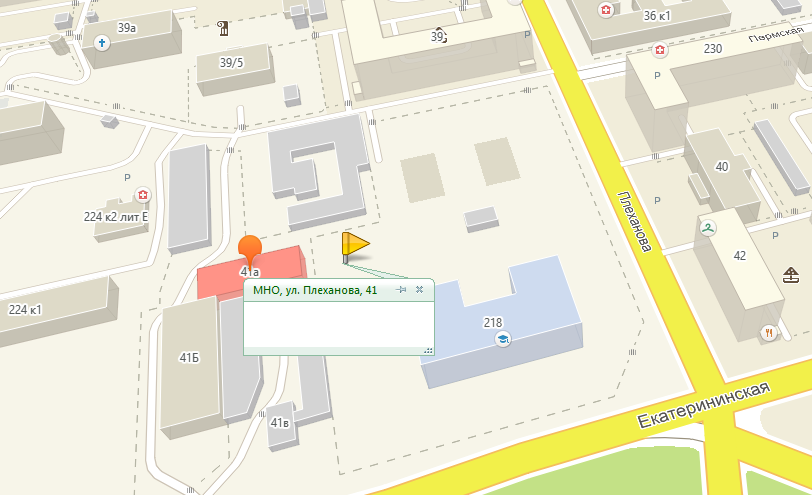 36 к1
39а
39
Пермская
230
39/5
P
40
P
224 к2 лит Е
P
Плеханова
P
42
41а
МНО, ул. Плеханова, 41
224 к1
218
41Б
Екатерининская
41в